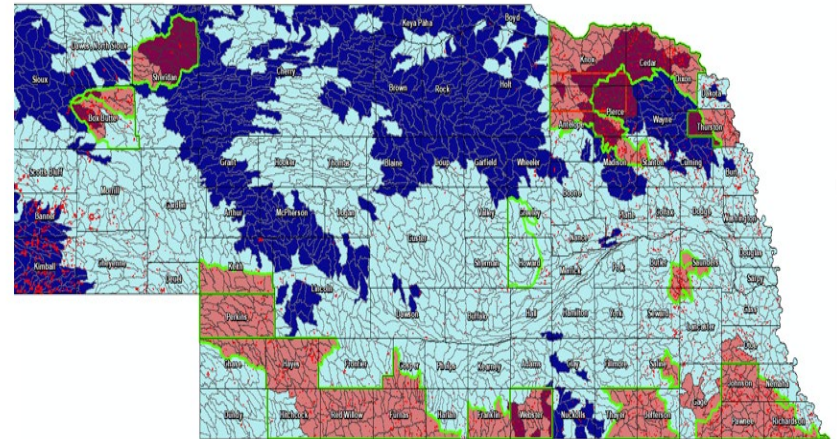 Keya Paha
Boyd
Dawes
North Sioux
Knox
Cedar
Sioux
Sheridan
Cherry
Brown
Rock
Holt
Dixon
Dakota
Box Butte
Pierce
Wayne
Antelope
Thurston
Scotts Bluff
Grant
Hooker
Thomas
Blaine
Loup
Garfield
Wheeler
Madison
Stanton
Cuming
Burt
Morrill
Garden
Boone
Banner
Arthur
McPherson
Logan
Valley
Greeley
Platte
Colfax
Dodge
Washington
Custer
Nance
Douglas
Kimball
Cheyenne
Keith
Sherman
Howard
Merrick
Polk
Butler
Saunders
Sarpy
Deuel
Lincoln
Perkins
Dawson
Buffalo
Hall
Hamilton
York
Seward
Lancaster
Cass
Otoe
Chase
Hayes
Frontier
Gosper
Phelps
Kearney
Adams
Clay
Fillmore
Saline
Johnson
Nemaha
Gage
Dundy
Hitchcock
Red Willow
Furnas
Harlan
Franklin
Webster
Nuckolls
Thayer
Jefferson
Pawnee
Richardson